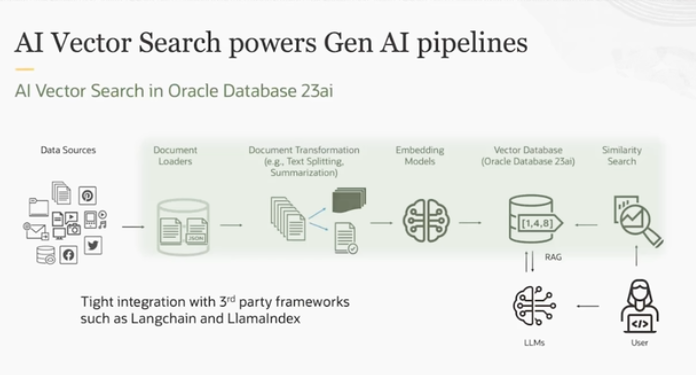 AI Vector Search powers Gen AI pipelines
AI Vector Search in Oracle Database 23ai
Data Sources
Document
Loaders
Document Transformation
(e.g., Text Splitting,
Summarization)
Embedding
Models
Vector Database
(Oracle Database 23ai)
Similarity
Search
JSON
[1,4,8]
RAG
Tight integration with 3rd party frameworks
such as Langchain and LlamaIndex
</>
LLMs
User